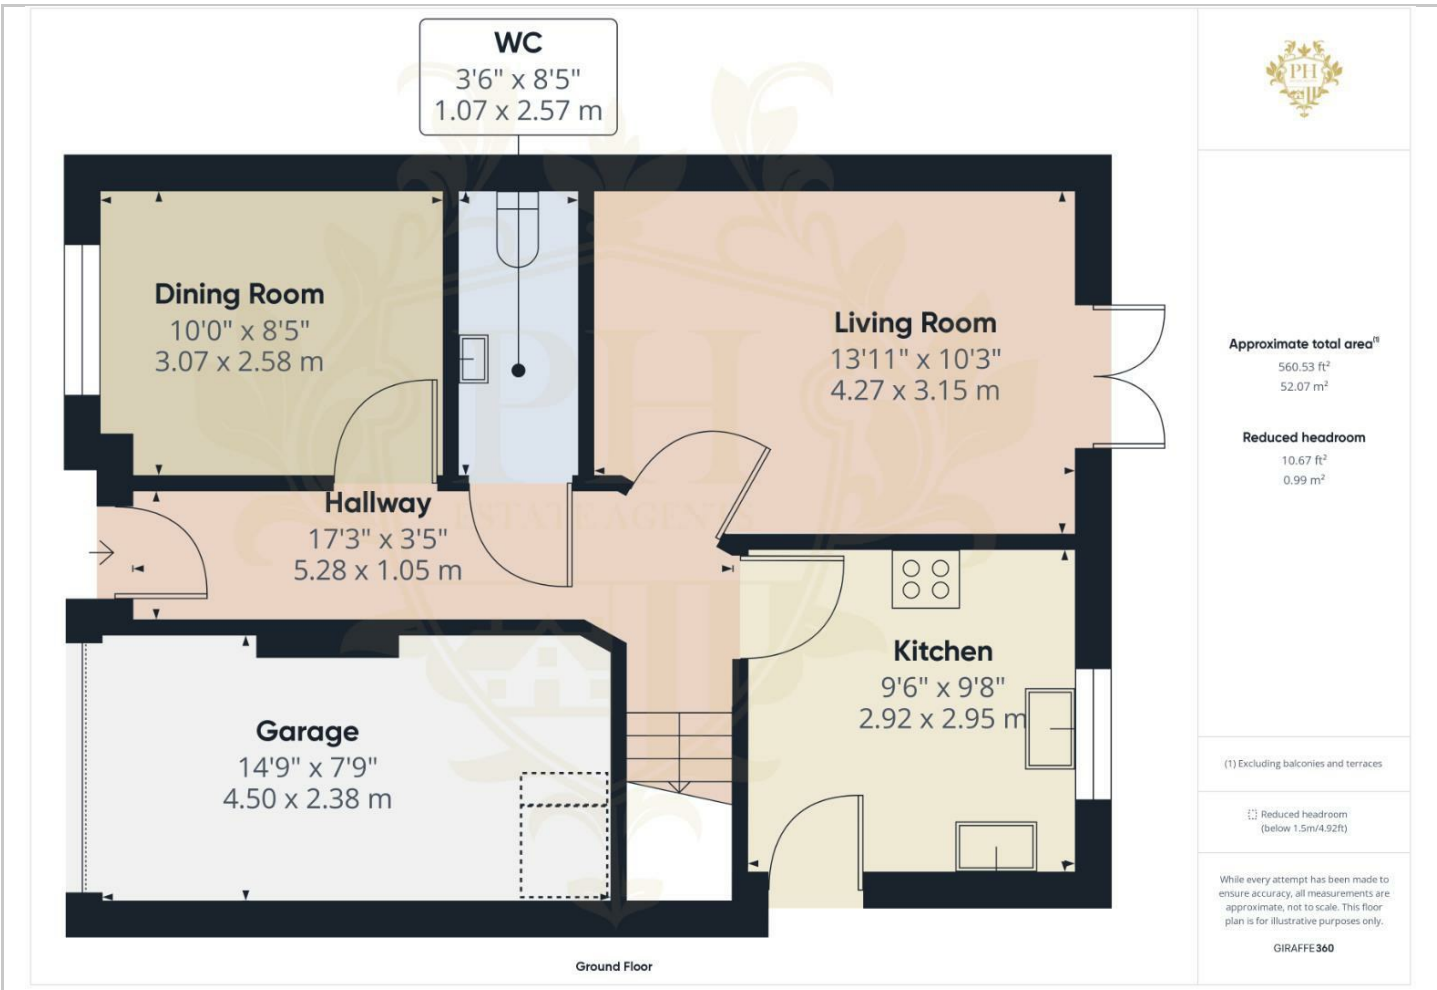 WC
3'6" x 8'5"
1.07 x 2.57 m
PH
Dining Room
10'0" x 8'5"
3.07 x 2.58 m
Living Room
13'11" x 10'3"
4.27 x 3.15 m
PH
ESTATE AGENTS
Hallway
17'3" x 3'5"
5.28 x 1.05 m
Kitchen
9'6" x 9'8"
2.92 x 2.95 m
Garage
14'9" x 7'9"
4.50 x 2.38 m
Ground Floor
Approximate total area⁽¹⁾
560.53 ft²
52.07 m²
Reduced headroom
10.67 ft²
0.99 m²
(1) Excluding balconies and terraces
Reduced headroom
(below 1.5m/4.92ft)
While every attempt has been made to
ensure accuracy, all measurements are
approximate, not to scale. This floor
plan is for illustrative purposes only.
GIRAFFE360